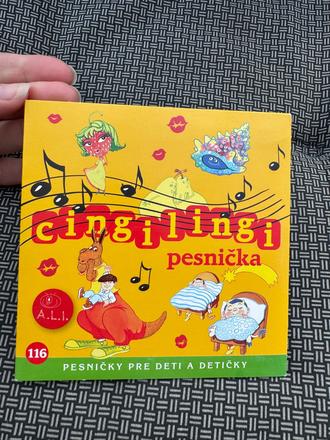 cingilingi
pesnička
A.L.I.
116
PESNIČKY PRE DETI A DETIČKY